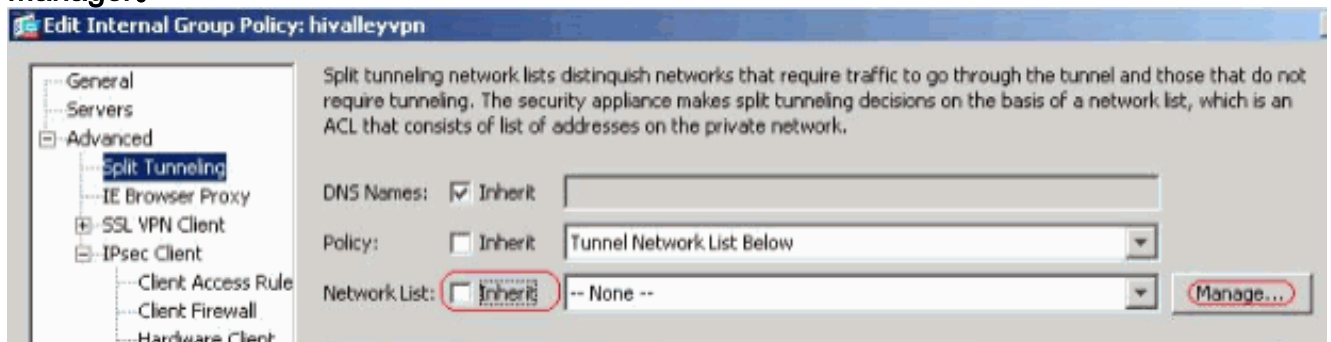 Edit Internal Group Policy: hivalleyvpn
General
Servers
Advanced
Split Tunneling
IE Browser Proxy
SSL VPN Client
IPsec Client
Client Access Rule
Client Firewall
Hardware Client
Split tunneling network lists distinguish networks that require traffic to go through the tunnel and those that do not
require tunneling. The security appliance makes split tunneling decisions on the basis of a network list, which is an
ACL that consists of list of addresses on the private network.
DNS Names: Inherit
Policy: Inherit Tunnel Network List Below
Network List: Inherit -- None -- Manage...